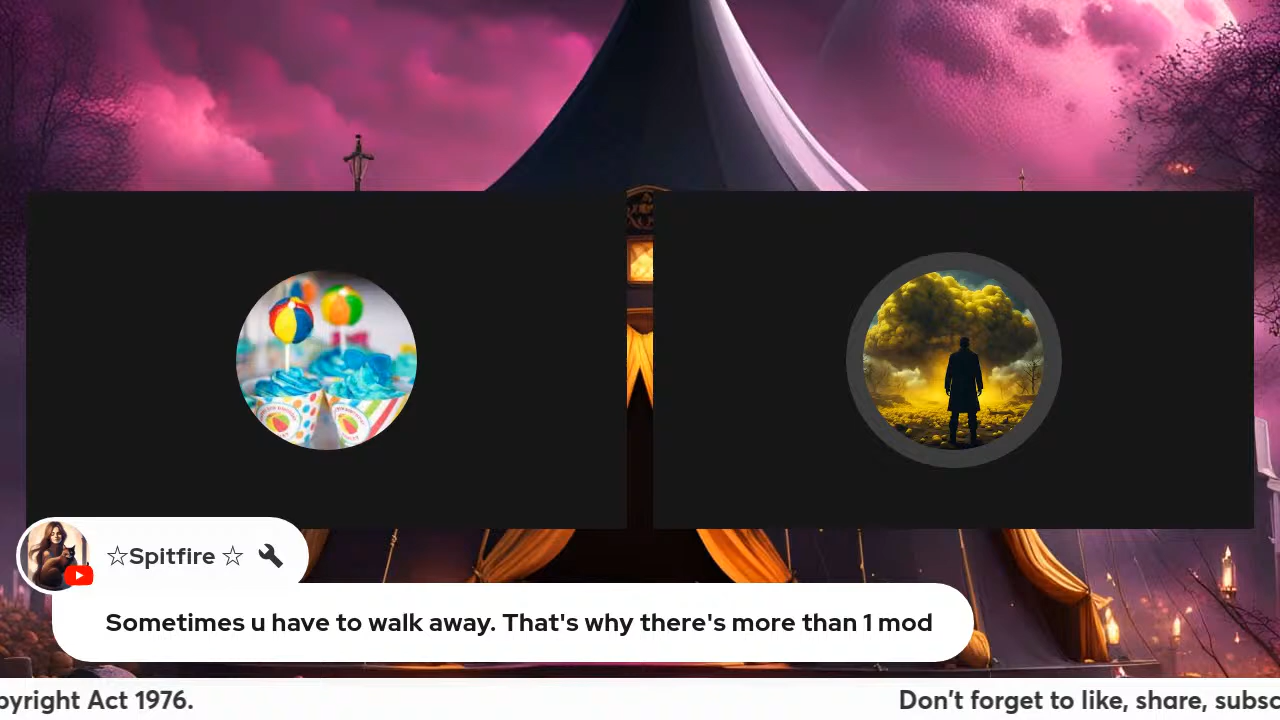 ☆Spitfire ☆
Sometimes u have to walk away. That's why there's more than 1 mod
pyright Act 1976.
Don't forget to like, share, subsc